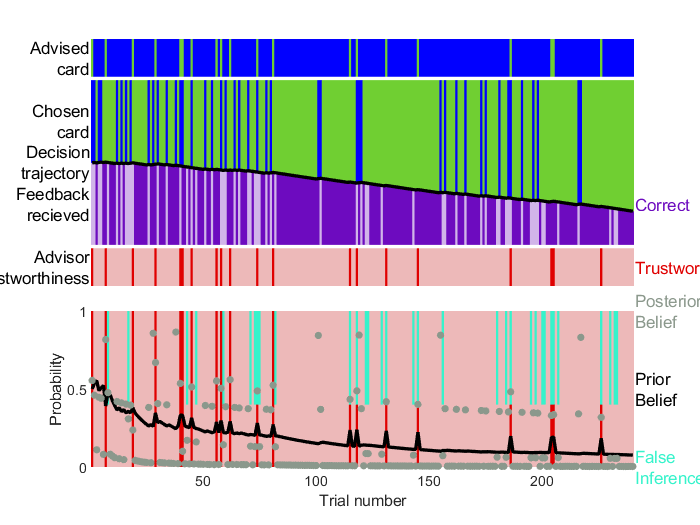 Advised
card
Chosen
card
Decision
trajectory
Feedback
recieved
Correct
Advisor
stworthiness
Trustwor
Posterior
Belief
1
Prior
Belief
0.5
Probability
False
Inference
0
50
100
150
200
Trial number